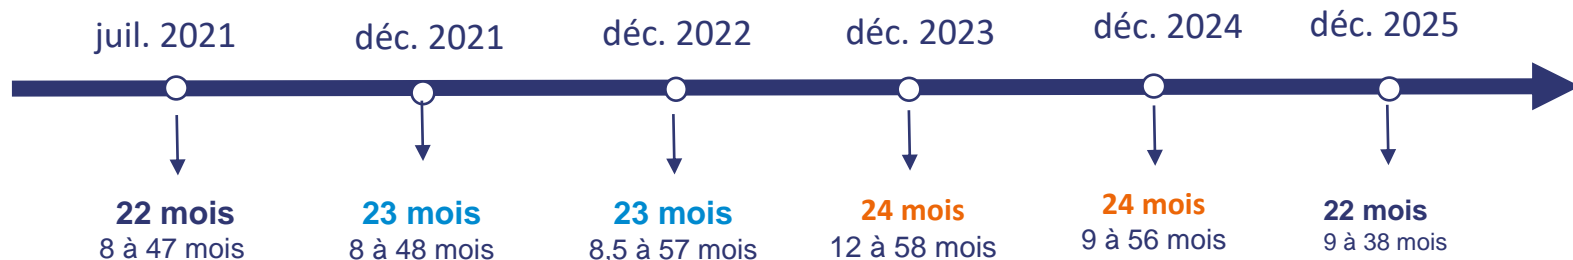 juil. 2021
déc. 2021
déc. 2022
déc. 2023
déc. 2024
déc. 2025
22 mois
8 à 47 mois
23 mois
8 à 48 mois
23 mois
8,5 à 57 mois
24 mois
12 à 58 mois
24 mois
9 à 56 mois
22 mois
9 à 38 mois